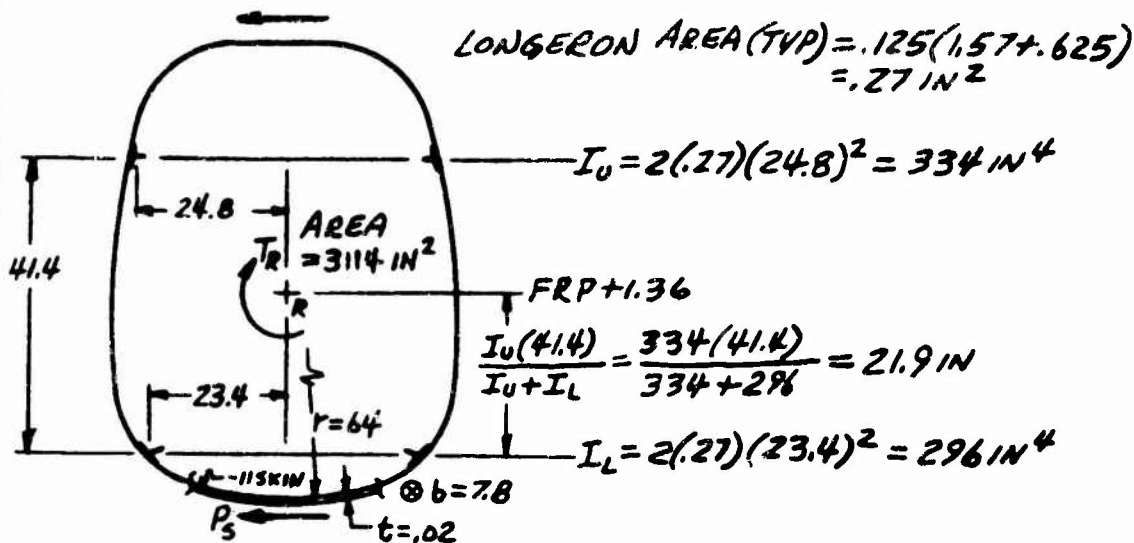 LONGERON AREA (TYP) = .125(1.57+.625)
= .27 IN²
I_U = 2(.27)(24.8)² = 334 IN⁴
24.8
AREA
= 3114 IN²
T_R
41.4
R
FRP + 1.36
I_U(41.4) / I_U + I_L = 334(41.4) / 334 + 296 = 21.9 IN
23.4
r = 64
I_L = 2(.27)(23.4)² = 296 IN⁴
-11 SKIN
⊗ b = 7.8
P_S
t = .02